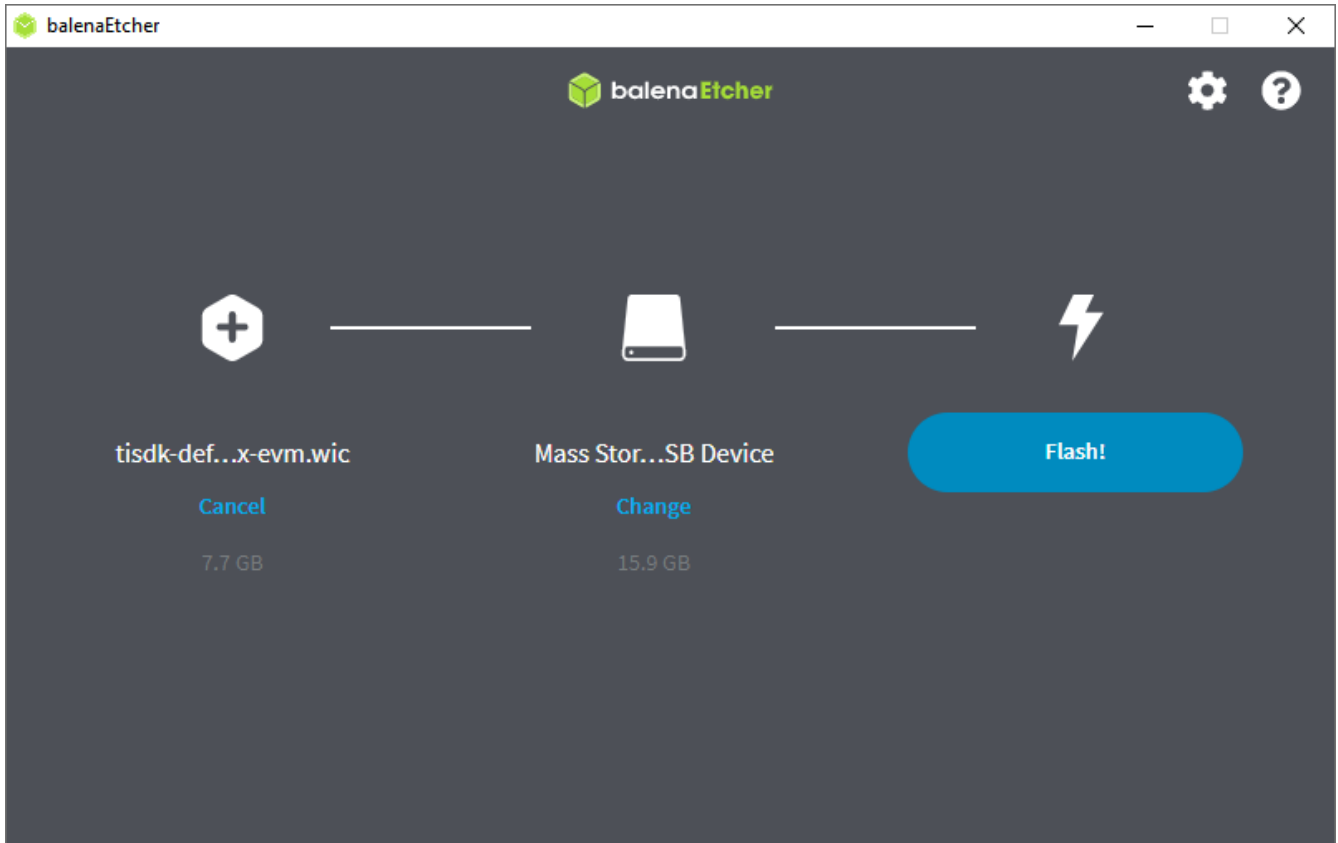 balenaEtcher
balenaEtcher
tisdk-def...x-evm.wic
Mass Stor...SB Device
Flash!
Cancel
Change
7.7 GB
15.9 GB